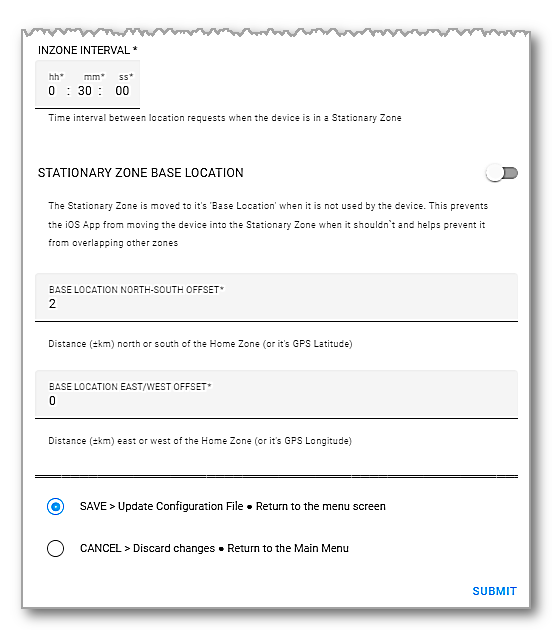 INZONE INTERVAL *
hh* mm* ss*
0 : 30 : 00
Time interval between location requests when the device is in a Stationary Zone
STATIONARY ZONE BASE LOCATION
The Stationary Zone is moved to it's 'Base Location' when it is not used by the device. This prevents
the iOS App from moving the device into the Stationary Zone when it shouldn`t and helps prevent it
from overlapping other zones
BASE LOCATION NORTH-SOUTH OFFSET*
2
Distance (±km) north or south of the Home Zone (or it's GPS Latitude)
BASE LOCATION EAST/WEST OFFSET*
0
Distance (±km) east or west of the Home Zone (or it's GPS Longitude)
SAVE > Update Configuration File ● Return to the menu screen
CANCEL > Discard changes ● Return to the Main Menu
SUBMIT